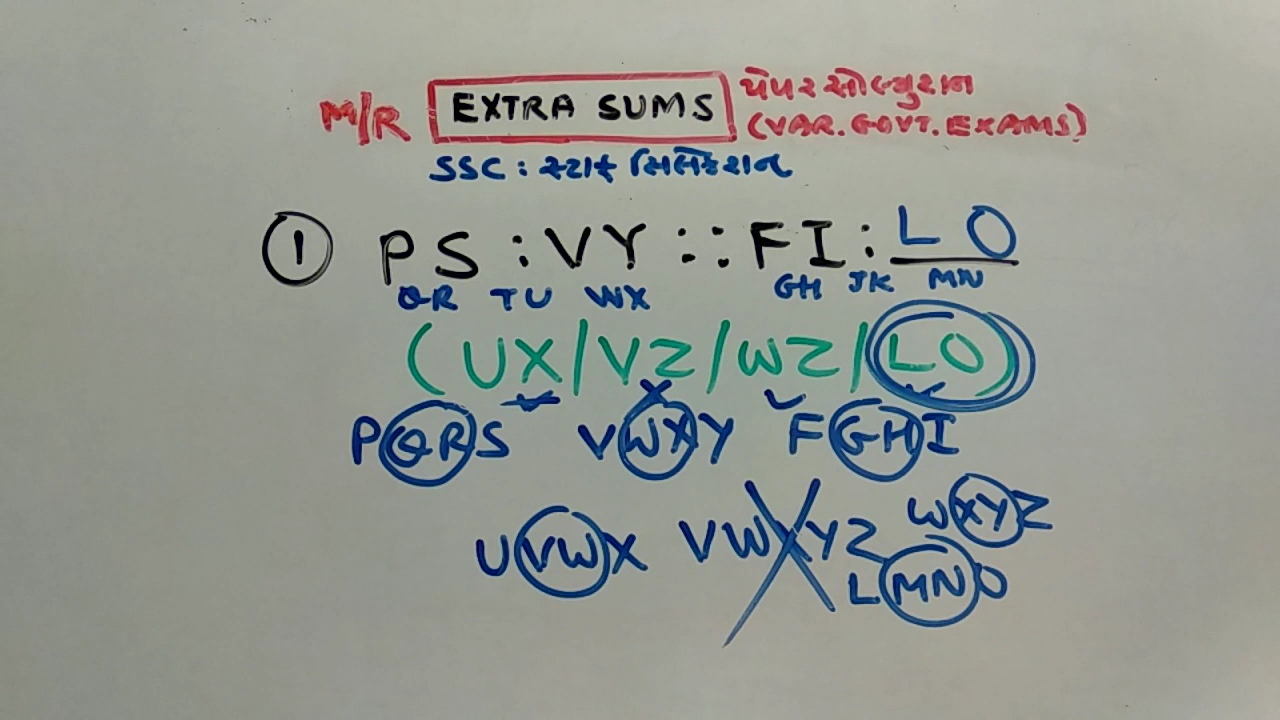 M/R EXTRA SUMS પેપર સોલ્યુશન
(VAR. GOVT. EXAMS)
SSC : સ્ટાફ સિલેકશન
① PS : VY :: FI : LO
QR TU WX GH JK MN
(UX/VZ/WZ/LO)
PQRS VWXY FGHI
UVWX VWXYZ WXYZ
LMNO